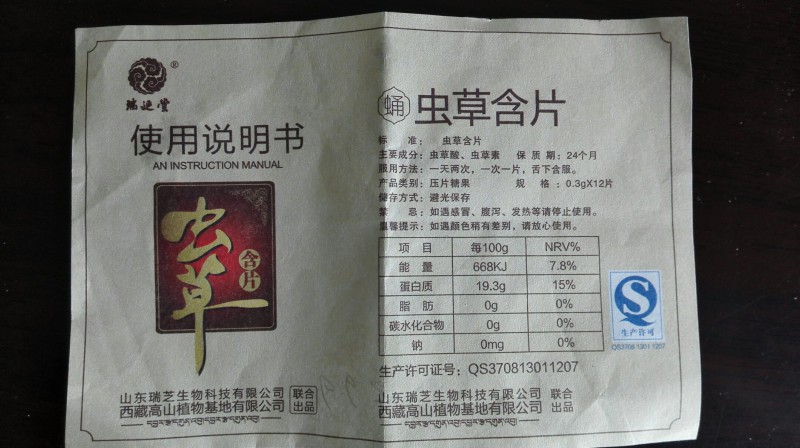 瑞芝堂®
使用说明书
AN INSTRUCTION MANUAL
虫草
含片
山东瑞芝生物科技有限公司
西藏高山植物基地有限公司
联合
出品
蛹 虫草含片
标 准： 虫草含片
主要成分：虫草酸、虫草素 保 质 期：24个月
服用方法：一天两次，一次一片，舌下含服。
产品类别：压片糖果 规 格：0.3gX12片
储存方式：避光保存
禁 忌：如遇感冒、腹泻、发热等请停止使用。
温馨提示：如遇颜色稍有差别，请放心使用。
项 目 每100g NRV%
能 量 668KJ 7.8%
蛋白质 19.3g 15%
脂 肪 0g 0%
碳水化合物 0g 0%
钠 0mg 0%
QS
生产许可
QS3708 1301 1207
生产许可证号：QS370813011207
山东瑞芝生物科技有限公司
西藏高山植物基地有限公司
联合
出品